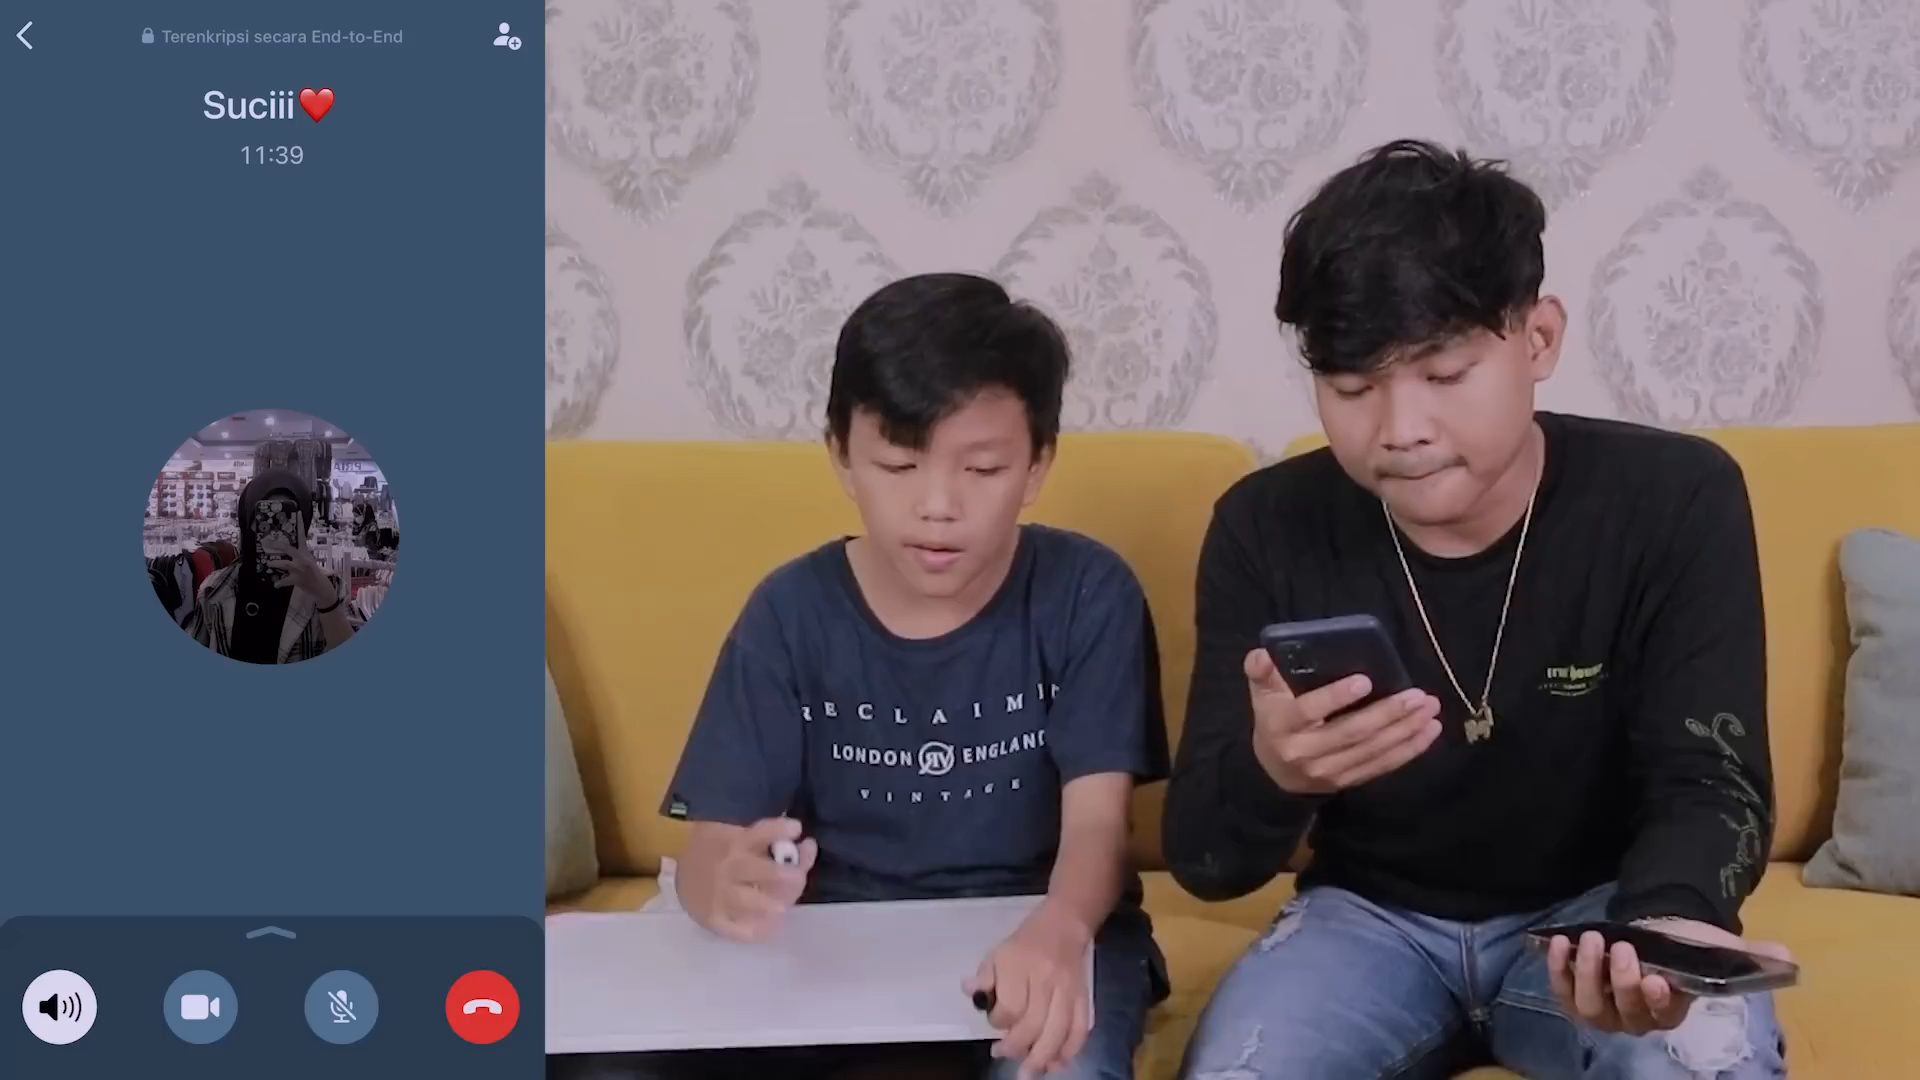 Terenkripsi secara End-to-End
Suciii❤️
11:39
RECLAIM
LONDON RV ENGLAND
VINTAGE